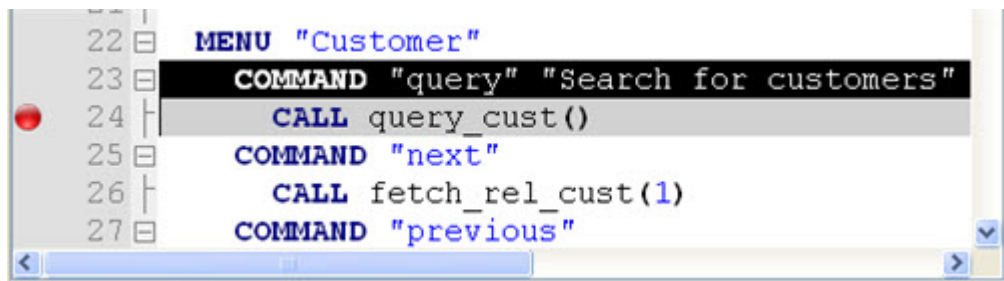 22 MENU "Customer"
23 COMMAND "query" "Search for customers"
24 CALL query_cust()
25 COMMAND "next"
26 CALL fetch_rel_cust(1)
27 COMMAND "previous"